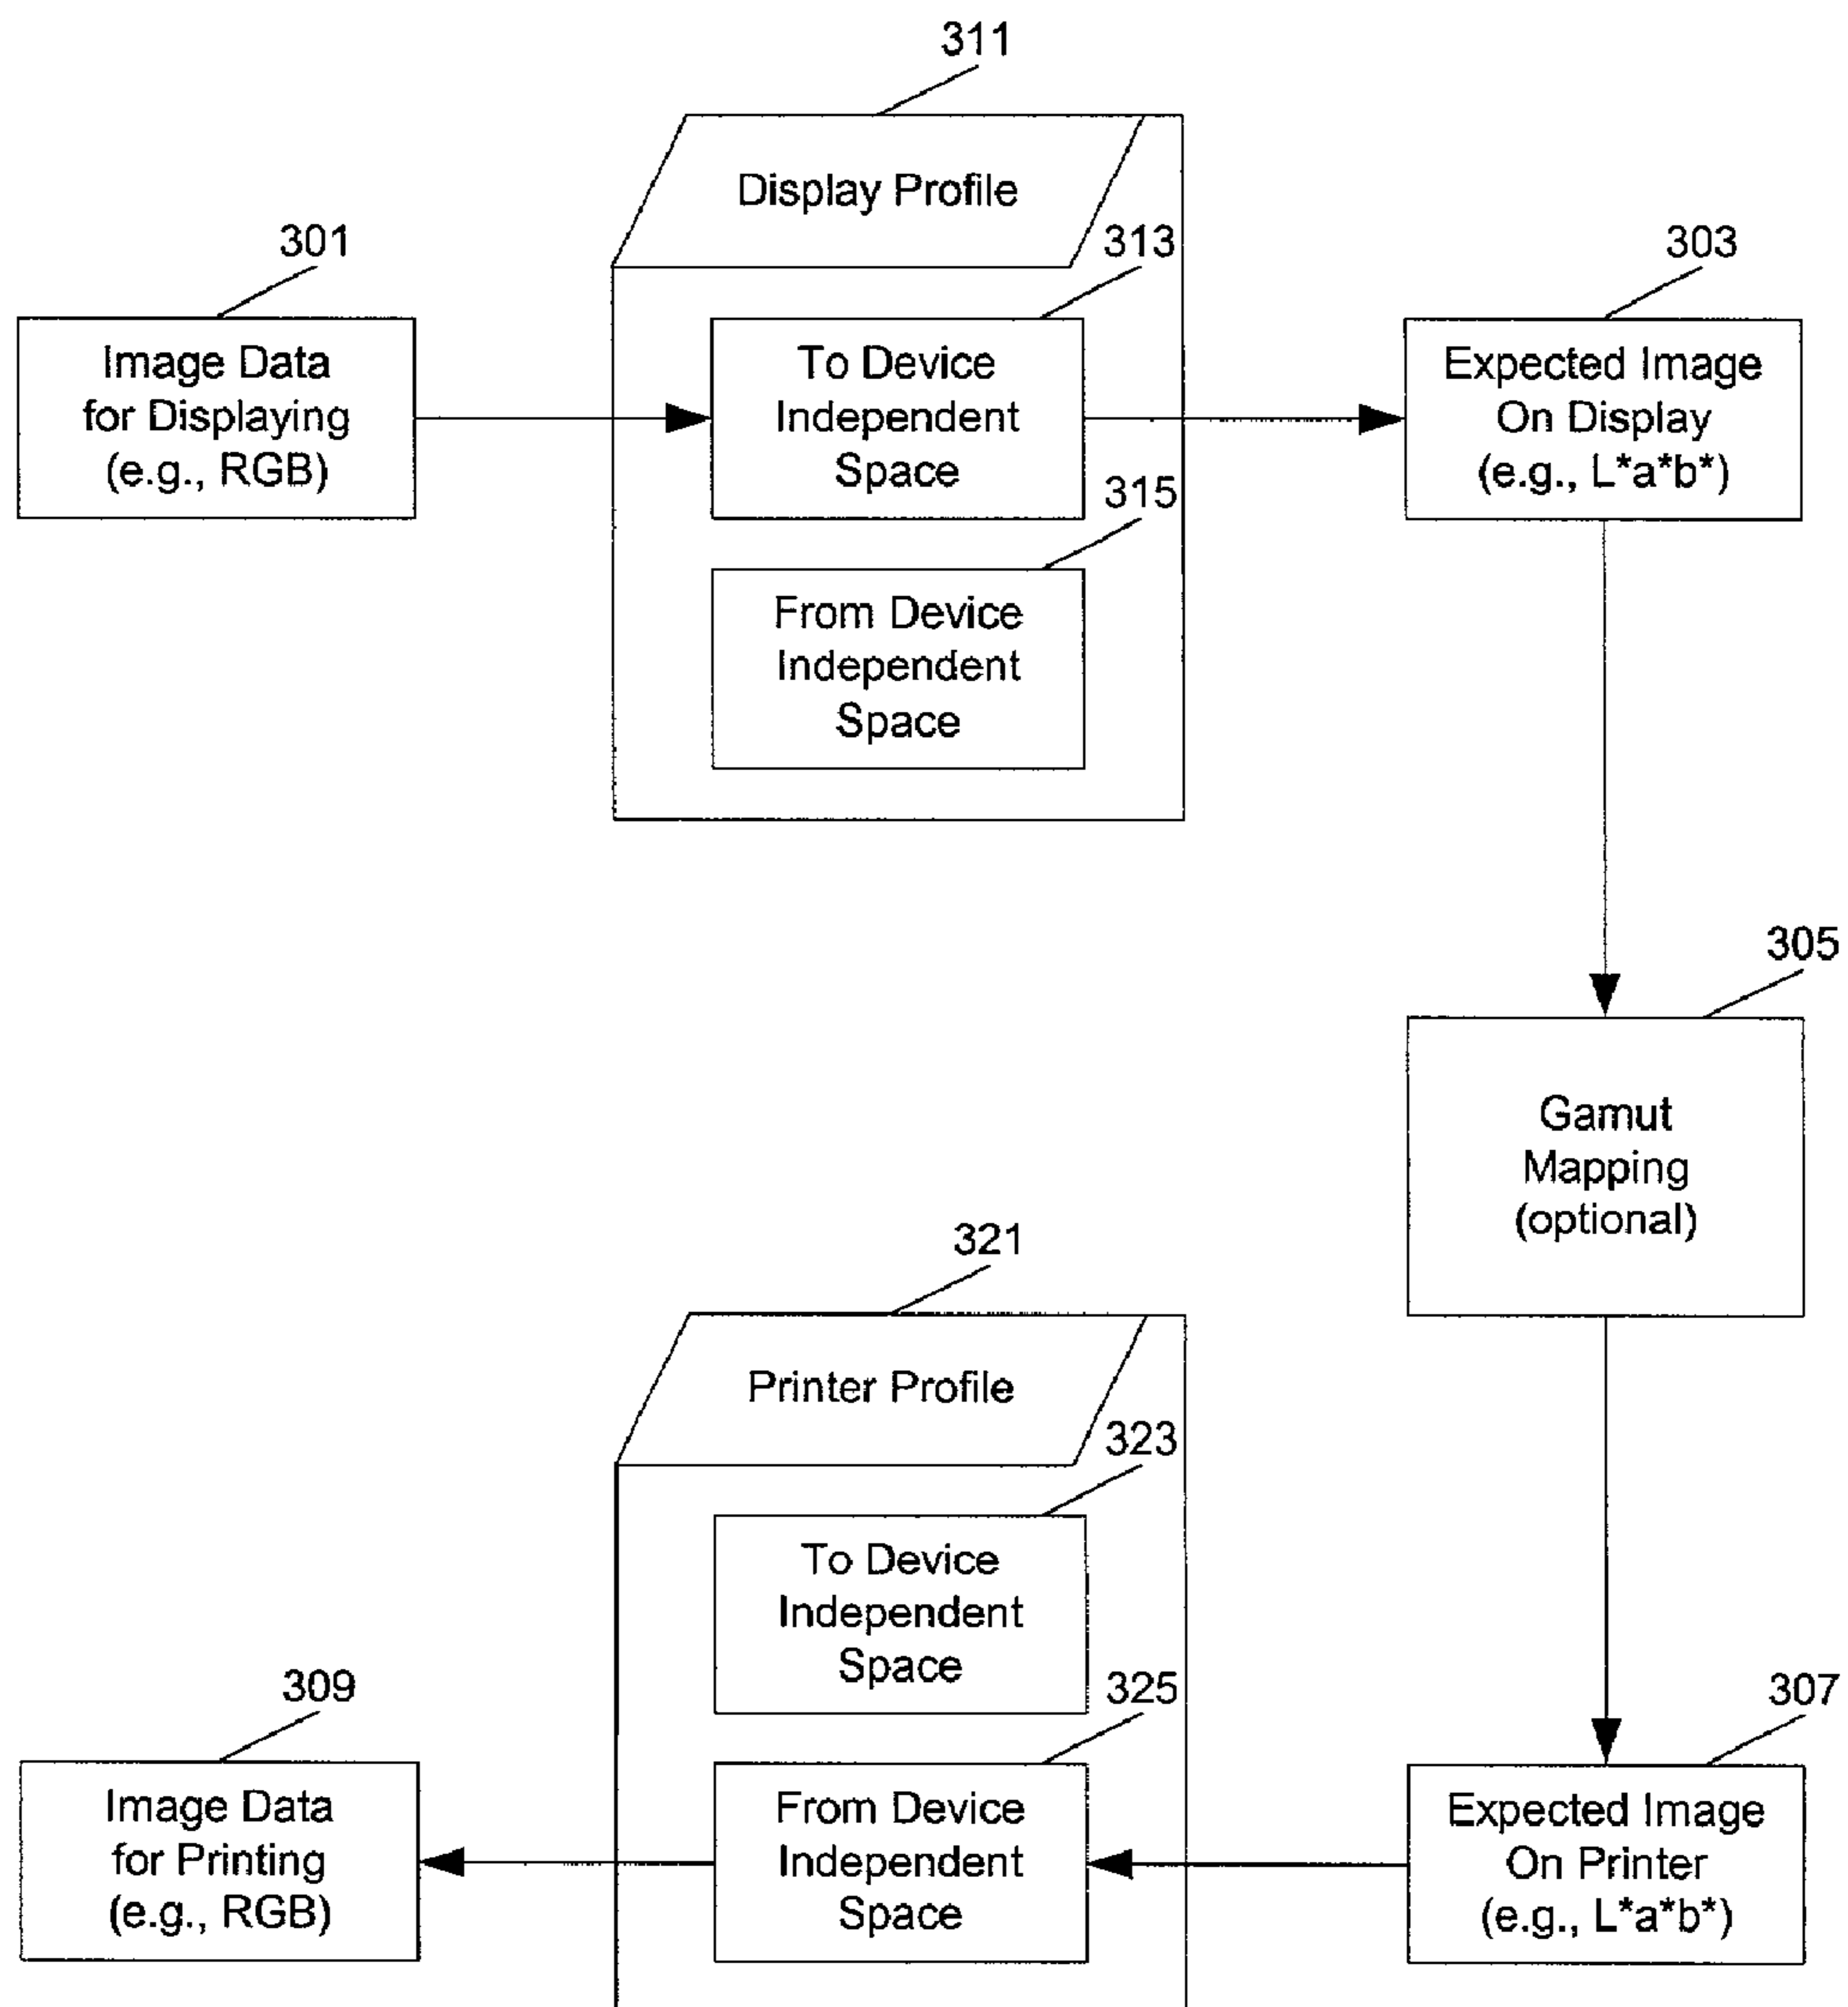 311
Display Profile
301
313
303
Image Data
for Displaying
(e.g., RGB)
To Device
Independent
Space
Expected Image
On Display
(e.g., L*a*b*)
315
From Device
Independent
Space
305
Gamut
Mapping
(optional)
321
Printer Profile
323
To Device
Independent
Space
309
325
307
Image Data
for Printing
(e.g., RGB)
From Device
Independent
Space
Expected Image
On Printer
(e.g., L*a*b*)